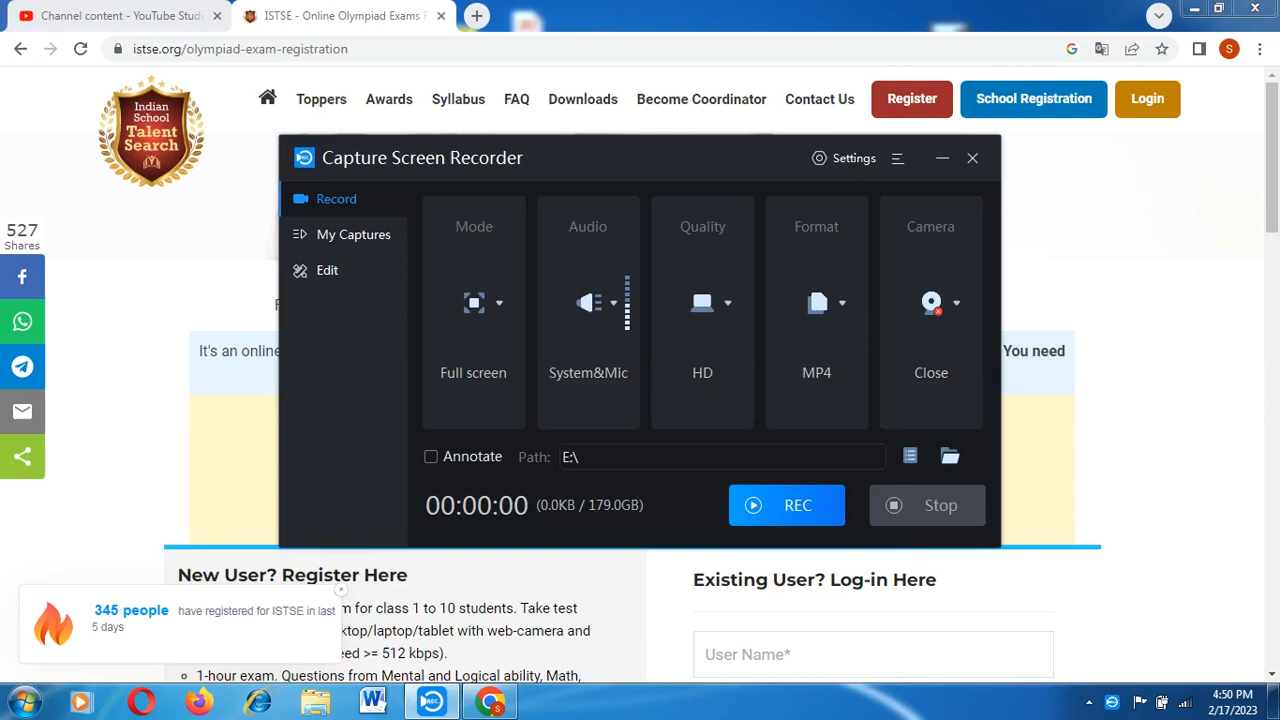 Channel content - YouTube Stud
ISTSE - Online Olympiad Exams R
istse.org/olympiad-exam-registration
S
Indian
School
Talent
Search
Toppers
Awards
Syllabus
FAQ
Downloads
Become Coordinator
Contact Us
Register
School Registration
Login
REC
Capture Screen Recorder
Settings
Record
My Captures
Edit
Mode
Audio
Quality
Format
Camera
Full screen
System&Mic
HD
MP4
Close
Annotate
Path:
E:\
00:00:00
(0.0KB / 179.0GB)
REC
Stop
527
Shares
It's an online
You need
New User? Register Here
Existing User? Log-in Here
345 people have registered for ISTSE in last
5 days
m for class 1 to 10 students. Take test
ktop/laptop/tablet with web-camera and
eed >= 512 kbps).
1-hour exam. Questions from Mental and Logical ability, Math,
User Name*
REC
S
4:50 PM
2/17/2023